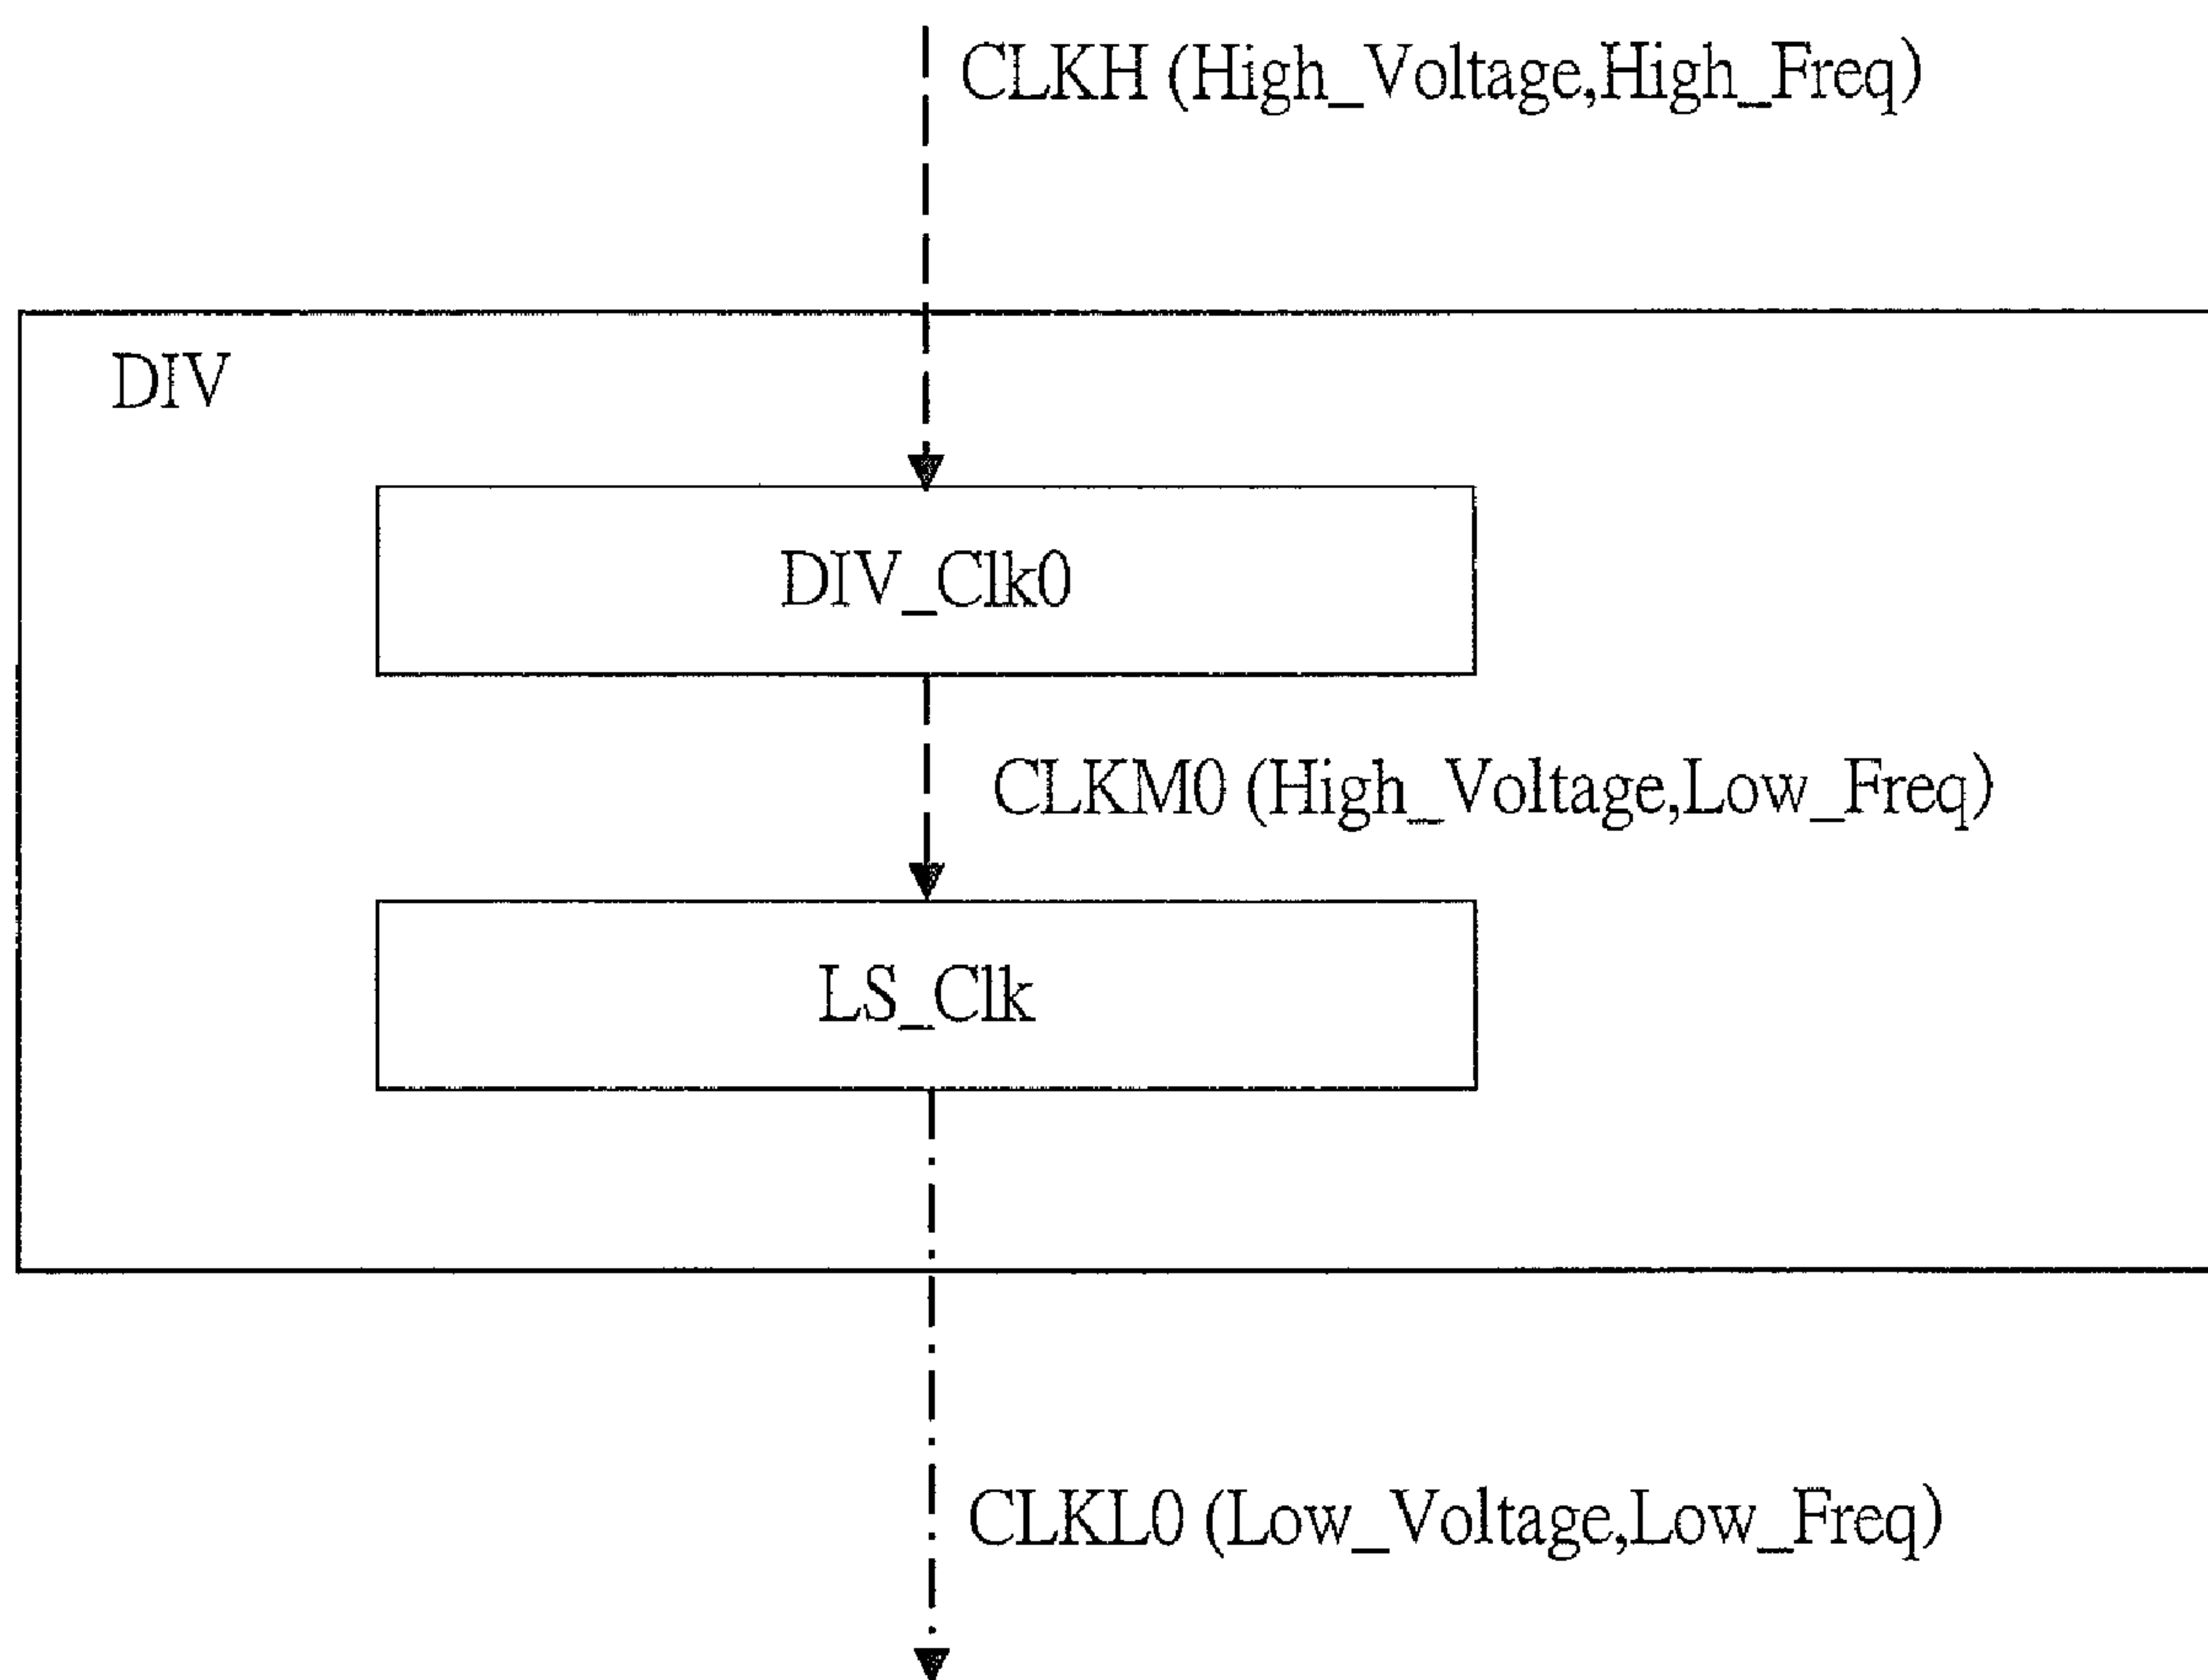 CLKH (High_Voltage,High_Freq)
DIV
DIV_Clk0
CLKM0 (High_Voltage,Low_Freq)
LS_Clk
CLKL0 (Low_Voltage,Low_Freq)